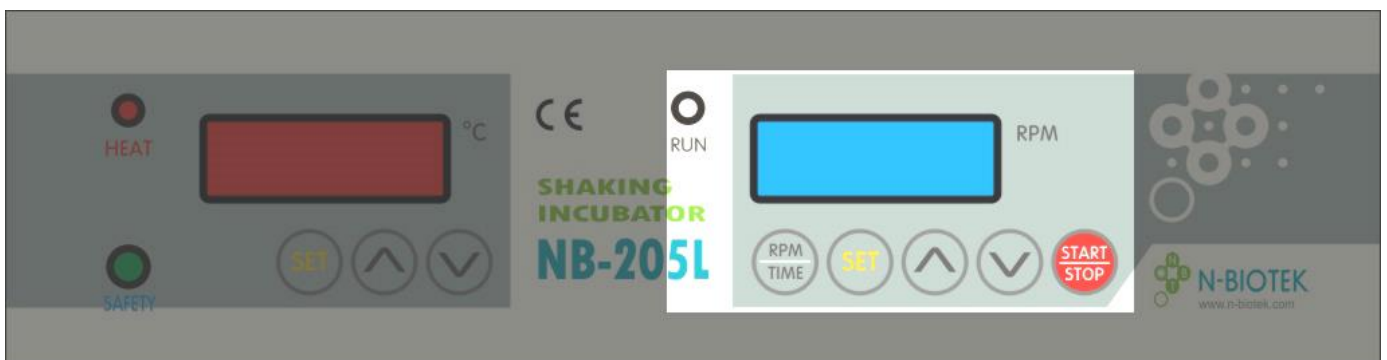 HEAT
°C
SET
SAFETY
CE
RUN
SHAKING
INCUBATOR
NB-205L
RPM
RPM
TIME
SET
START
STOP
N
B
T
N-BIOTEK
www.n-biotek.com